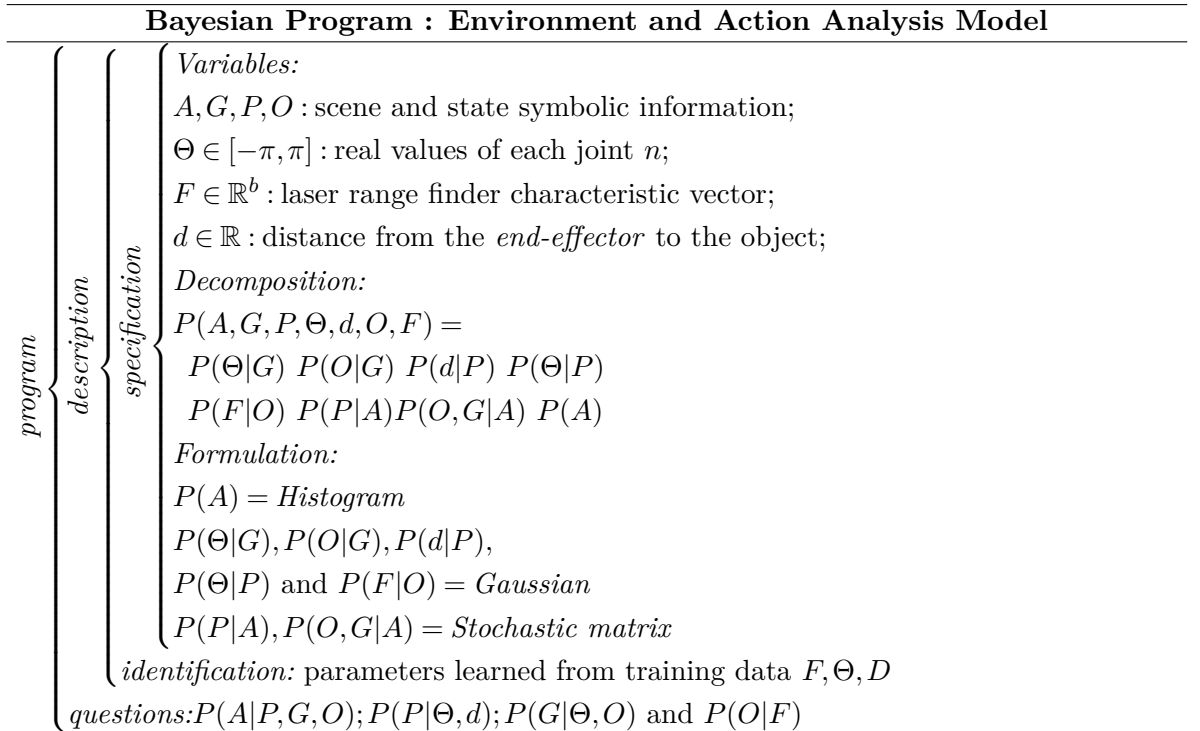 Bayesian Program : Environment and Action Analysis Model
program
description
specification
Variables:
A, G, P, O : scene and state symbolic information;
Θ ∈ [−π, π] : real values of each joint n;
F ∈ ℝ^b : laser range finder characteristic vector;
d ∈ ℝ : distance from the end-effector to the object;
Decomposition:
P(A, G, P, Θ, d, O, F) =
P(Θ|G) P(O|G) P(d|P) P(Θ|P)
P(F|O) P(P|A)P(O, G|A) P(A)
Formulation:
P(A) = Histogram
P(Θ|G), P(O|G), P(d|P),
P(Θ|P) and P(F|O) = Gaussian
P(P|A), P(O, G|A) = Stochastic matrix
identification: parameters learned from training data F, Θ, D
questions:P(A|P, G, O); P(P|Θ, d); P(G|Θ, O) and P(O|F)